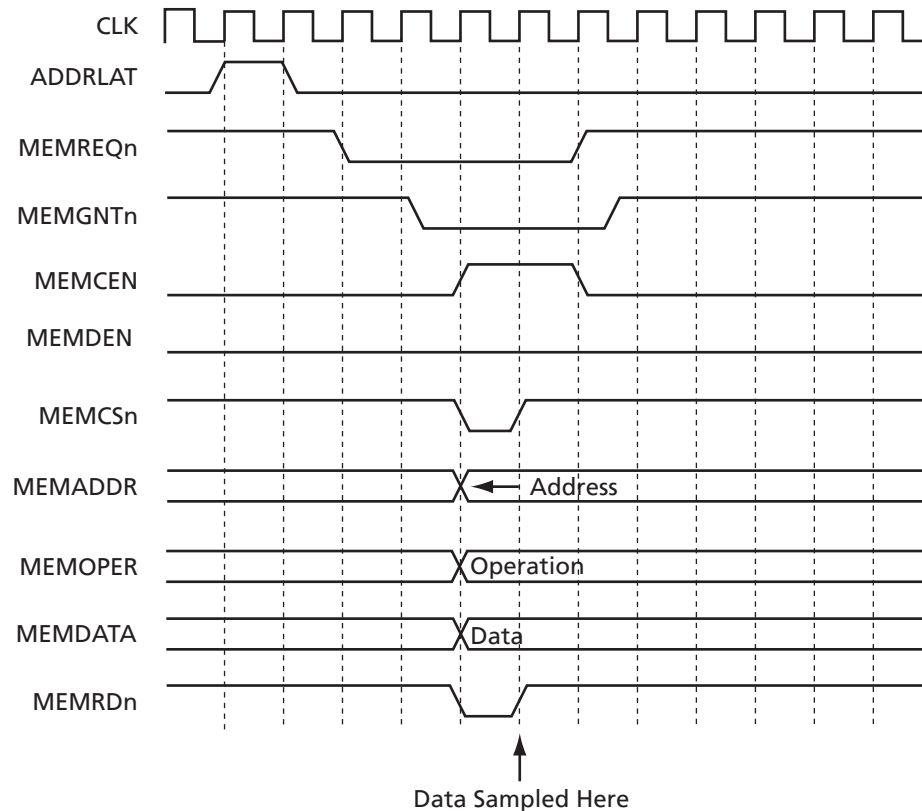 CLK
ADDRLAT
MEMREQn
MEMGNTn
MEMCEN
MEMDEN
MEMCSn
MEMADDR
Address
MEMOPER
Operation
MEMDATA
Data
MEMRDn
Data Sampled Here